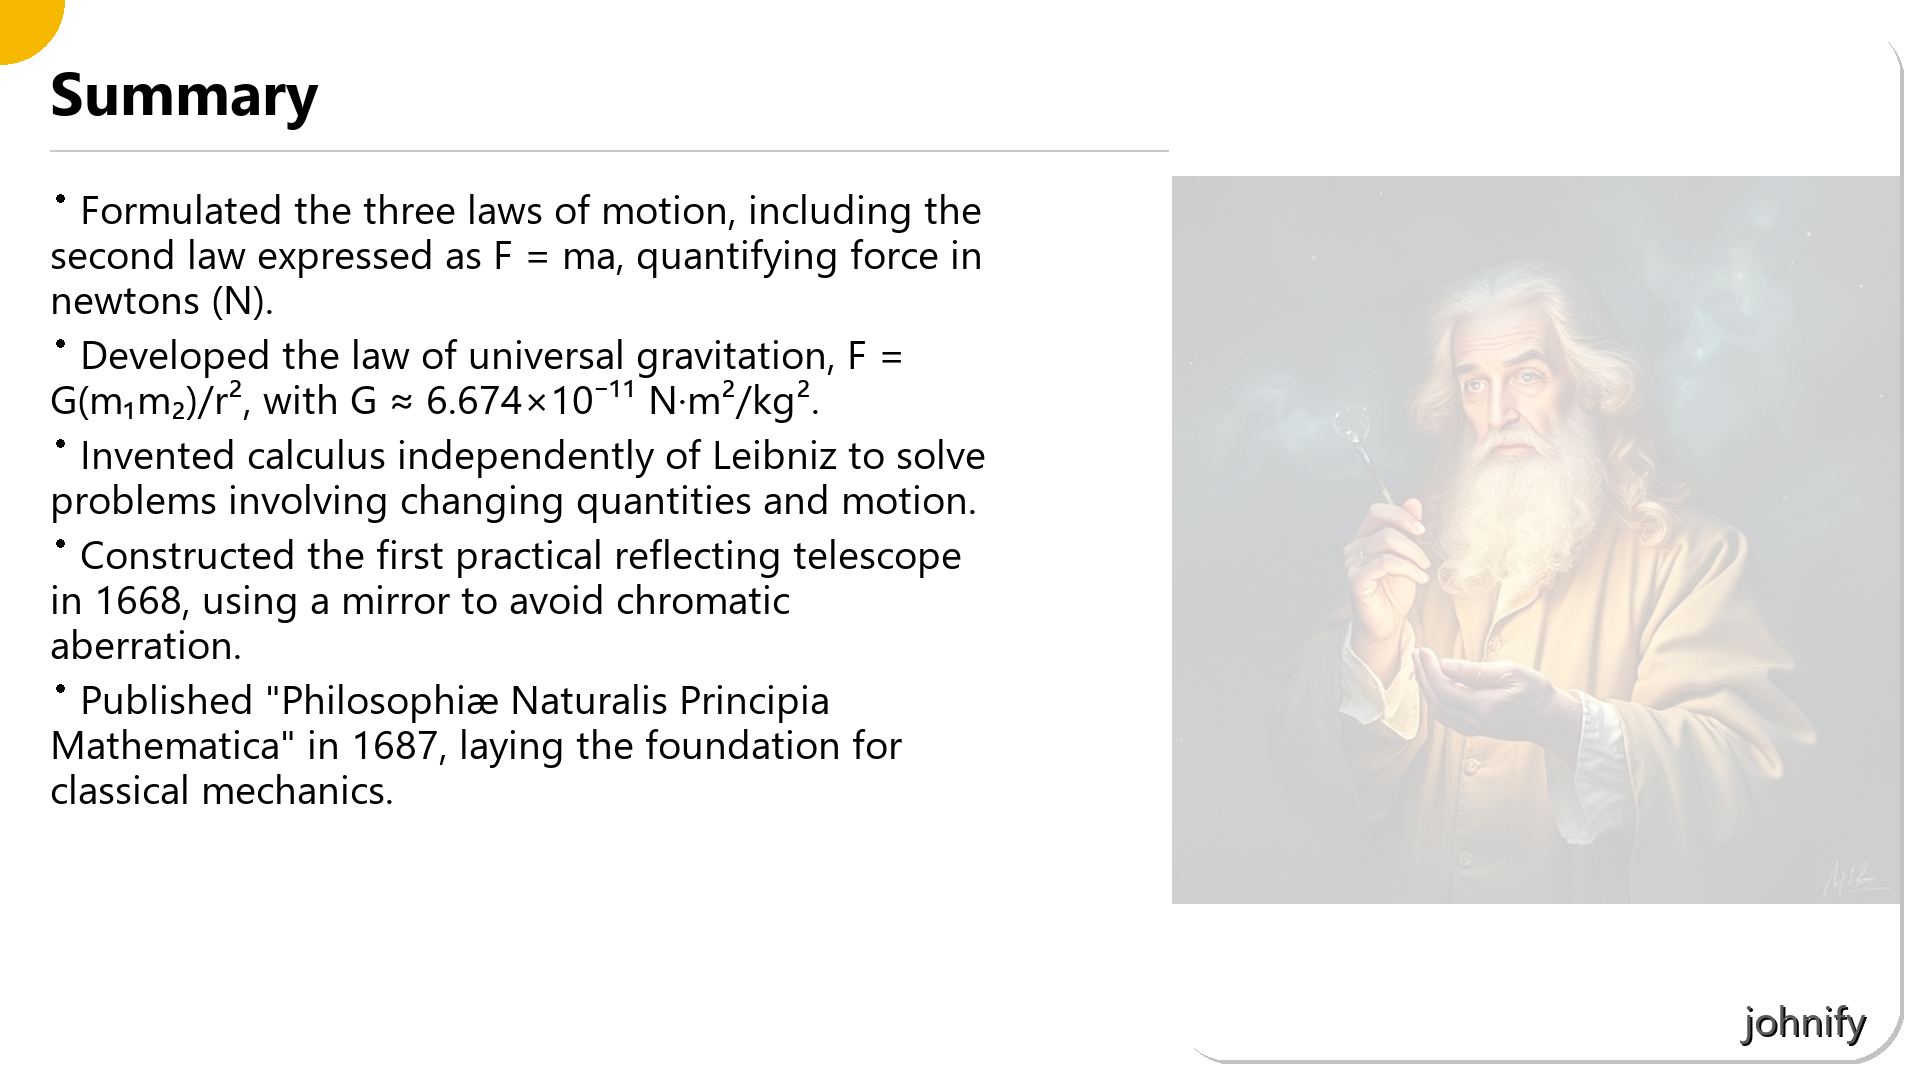 Summary
• Formulated the three laws of motion, including the
second law expressed as F = ma, quantifying force in
newtons (N).
• Developed the law of universal gravitation, F =
G(m₁m₂)/r², with G ≈ 6.674×10⁻¹¹ N·m²/kg².
• Invented calculus independently of Leibniz to solve
problems involving changing quantities and motion.
• Constructed the first practical reflecting telescope
in 1668, using a mirror to avoid chromatic
aberration.
• Published "Philosophiæ Naturalis Principia
Mathematica" in 1687, laying the foundation for
classical mechanics.
johnify